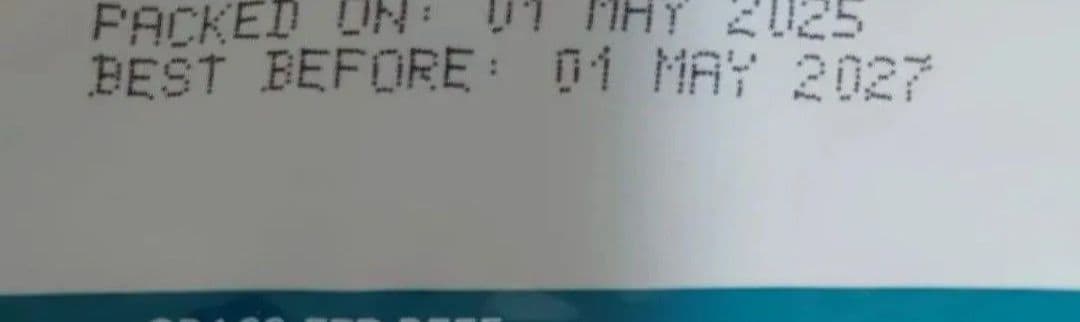 PACKED ON: 01 MAY 2025
BEST BEFORE: 01 MAY 2027